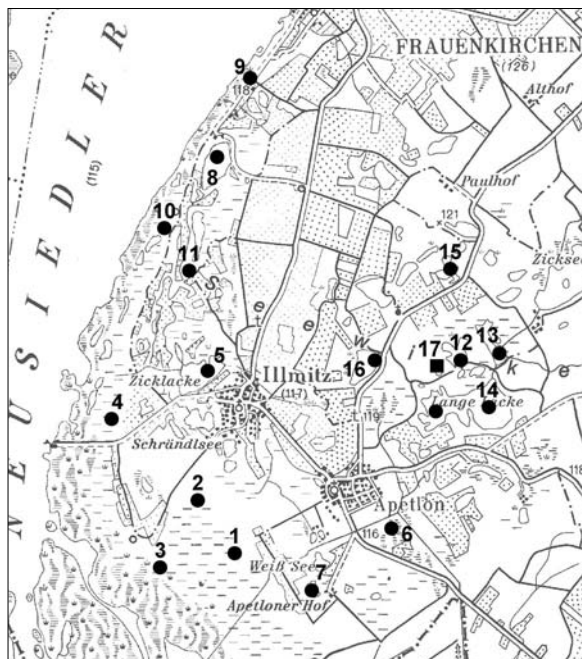 FRAUENKIRCHEN
(126)
9
118
Althof
8
115
(115)
NEUSIEDLER
Paulhof
10
121
11
15
Zicksee
S e e w i n k e l
5
Zicklacke
Illmitz
(117)
16
17
12
13
14
Lange Lacke
4
119
Schrändlsee
2
118
Apetlon
116
6
1
3
Weiß See
7
Apetloner Hof